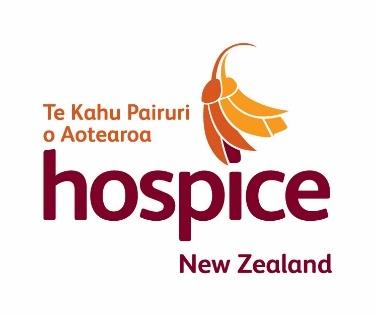 Te Kahu Pairuri
o Aotearoa
hospice
New Zealand